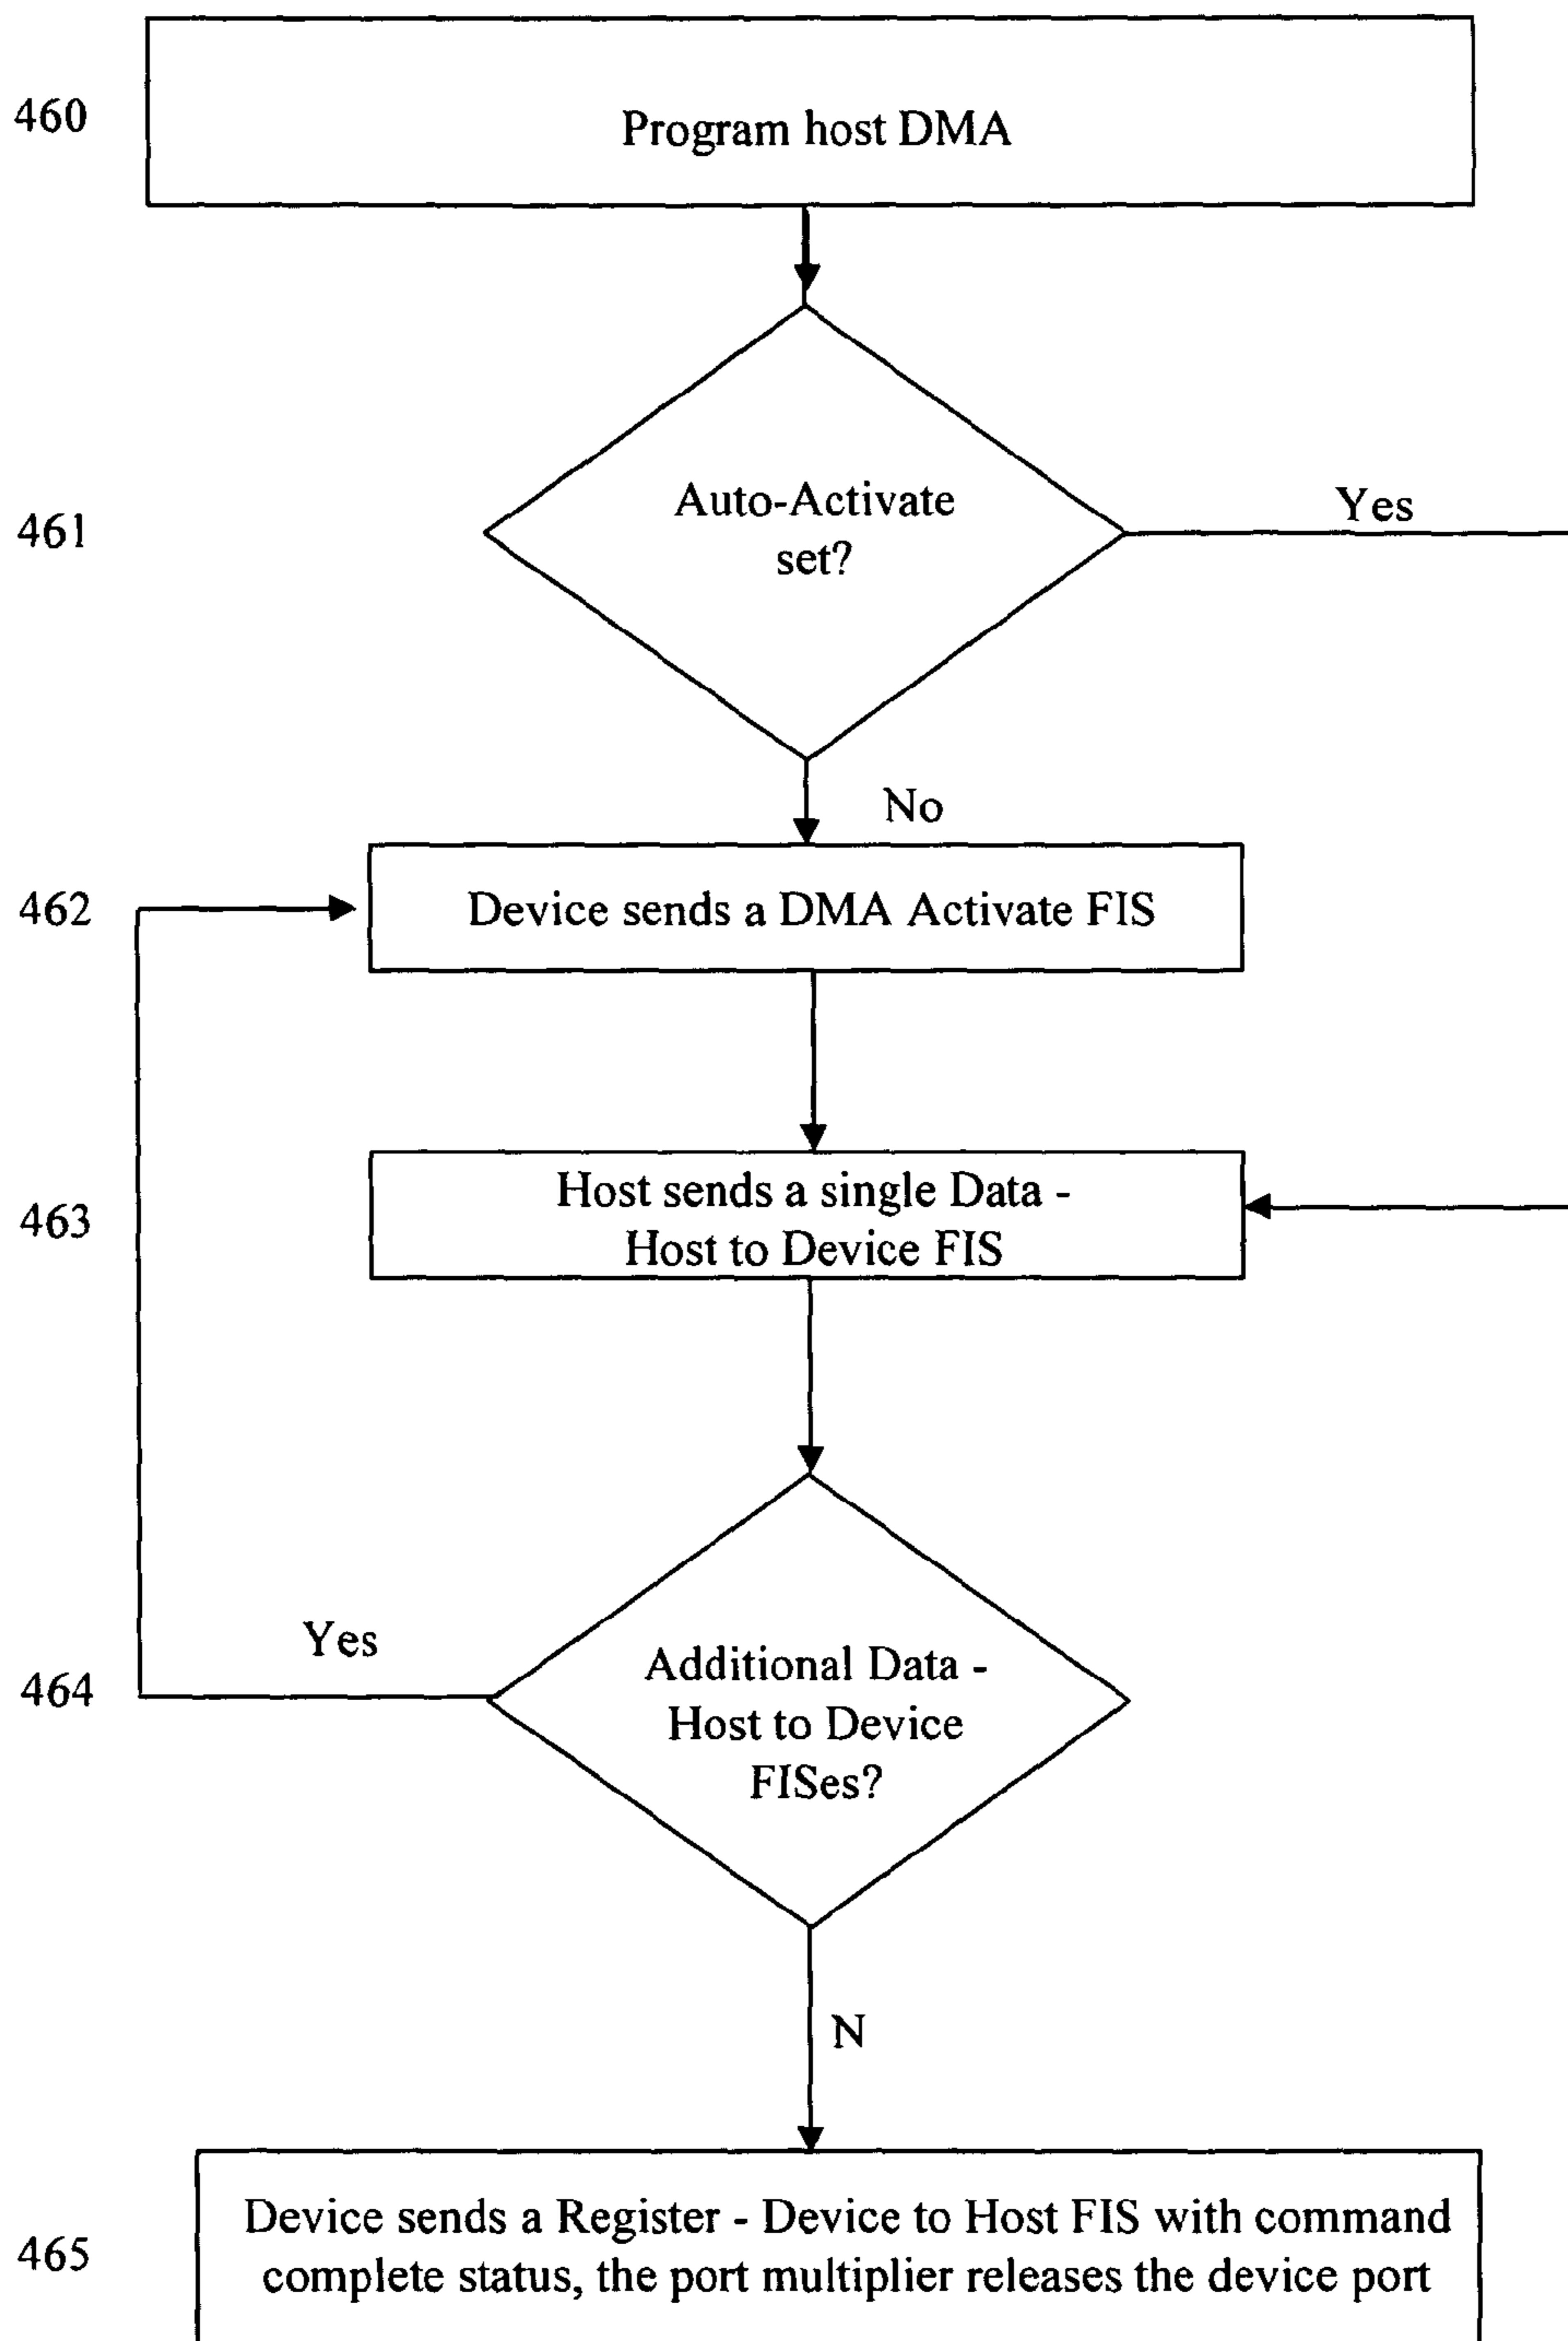 460
Program host DMA
461
Auto-Activate
set?
Yes
No
462
Device sends a DMA Activate FIS
463
Host sends a single Data -
Host to Device FIS
Yes
464
Additional Data -
Host to Device
FISes?
N
465
Device sends a Register - Device to Host FIS with command
complete status, the port multiplier releases the device port